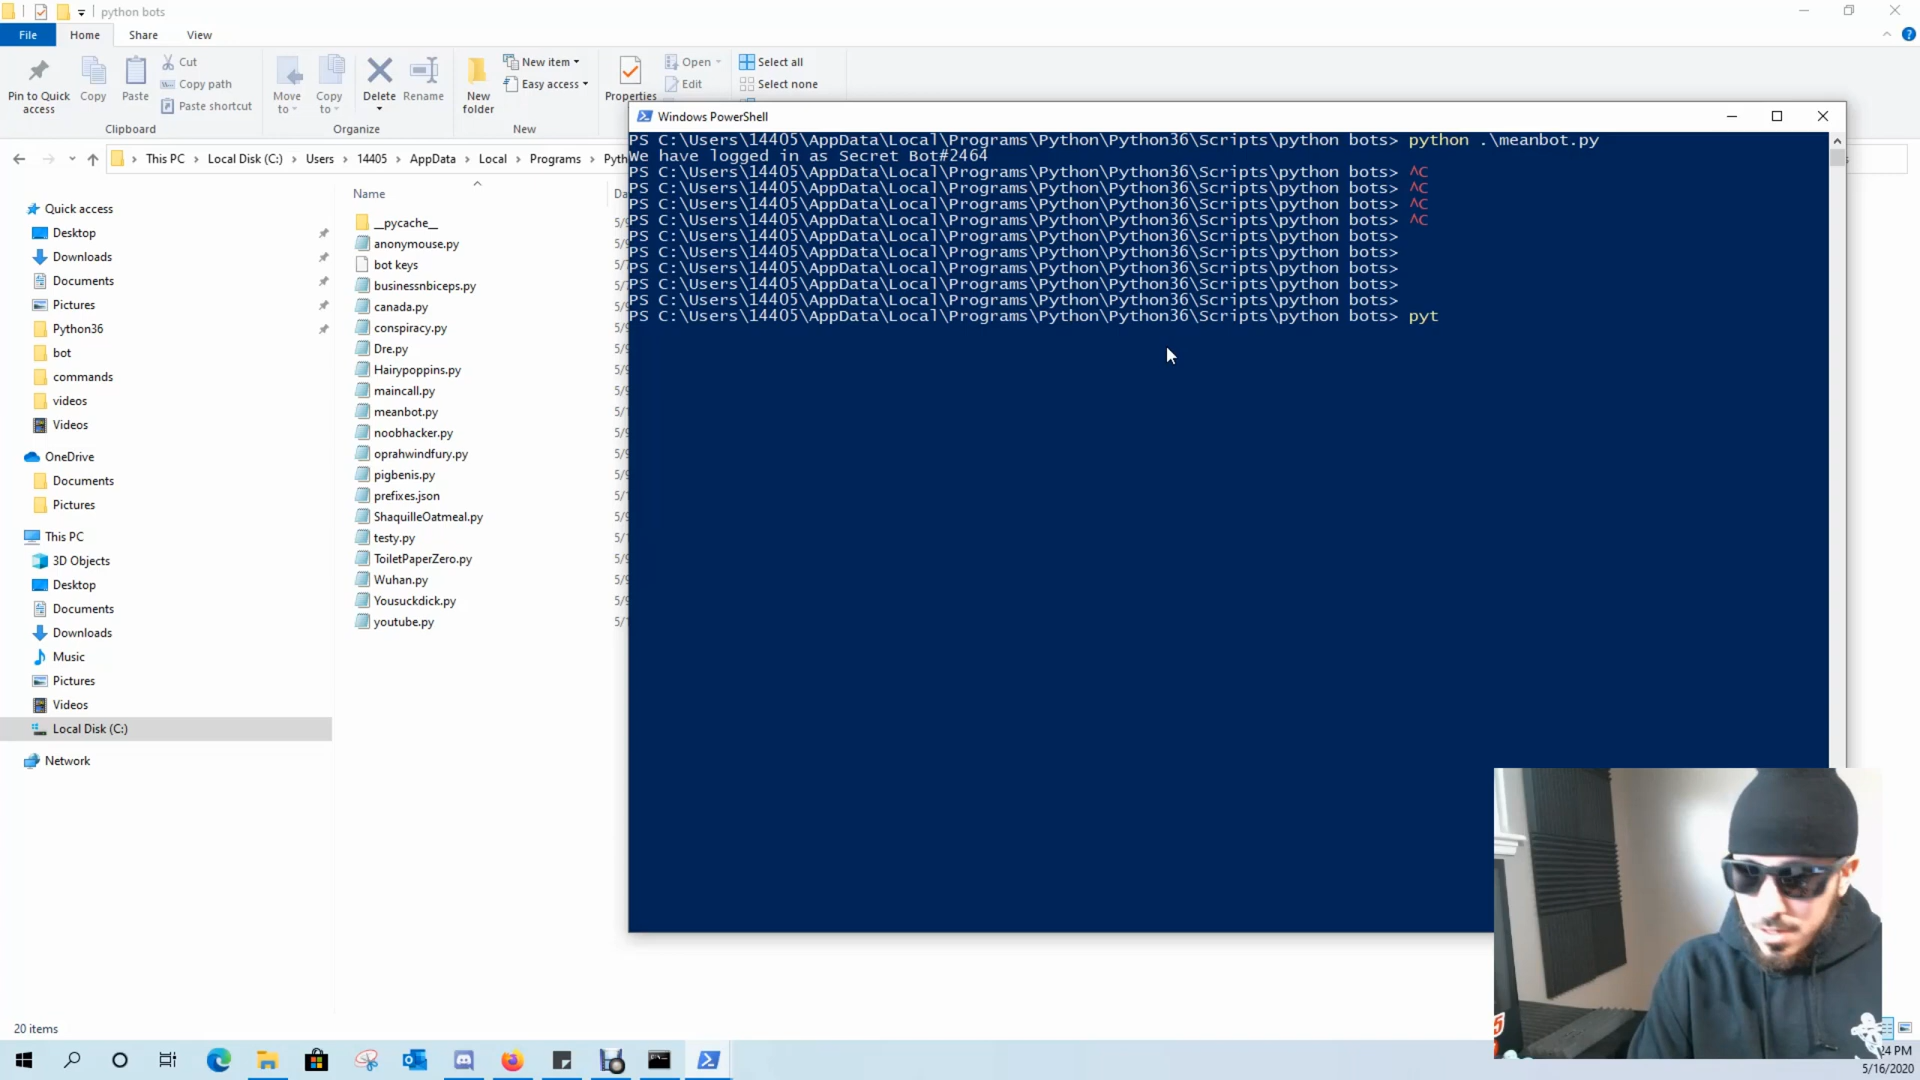 python bots
File
Home
Share
View
Pin to Quick
access
Copy
Paste
Cut
Copy path
Paste shortcut
Clipboard
Move
to
Copy
to
Delete
Rename
Organize
New
folder
New item
Easy access
New
Properties
Open
Edit
Select all
Select none
This PC
Local Disk (C:)
Users
14405
AppData
Local
Programs
Pyth
Quick access
Desktop
Downloads
Documents
Pictures
Python36
bot
commands
videos
Videos
OneDrive
Documents
Pictures
This PC
3D Objects
Desktop
Documents
Downloads
Music
Pictures
Videos
Local Disk (C:)
Network
Name
Da
__pycache__
anonymouse.py
bot keys
businessnbiceps.py
canada.py
conspiracy.py
Dre.py
Hairypoppins.py
maincall.py
meanbot.py
noobhacker.py
oprahwindfury.py
pigbenis.py
prefixes.json
ShaquilleOatmeal.py
testy.py
ToiletPaperZero.py
Wuhan.py
Yousuckdick.py
youtube.py
Windows PowerShell
PS C:\Users\14405\AppData\Local\Programs\Python\Python36\Scripts\python bots> python .\meanbot.py
We have logged in as Secret Bot#2464
PS C:\Users\14405\AppData\Local\Programs\Python\Python36\Scripts\python bots> ^C
PS C:\Users\14405\AppData\Local\Programs\Python\Python36\Scripts\python bots> ^C
PS C:\Users\14405\AppData\Local\Programs\Python\Python36\Scripts\python bots> ^C
PS C:\Users\14405\AppData\Local\Programs\Python\Python36\Scripts\python bots> ^C
PS C:\Users\14405\AppData\Local\Programs\Python\Python36\Scripts\python bots>
PS C:\Users\14405\AppData\Local\Programs\Python\Python36\Scripts\python bots>
PS C:\Users\14405\AppData\Local\Programs\Python\Python36\Scripts\python bots>
PS C:\Users\14405\AppData\Local\Programs\Python\Python36\Scripts\python bots>
PS C:\Users\14405\AppData\Local\Programs\Python\Python36\Scripts\python bots>
PS C:\Users\14405\AppData\Local\Programs\Python\Python36\Scripts\python bots> pyt
20 items
24 PM
5/16/2020